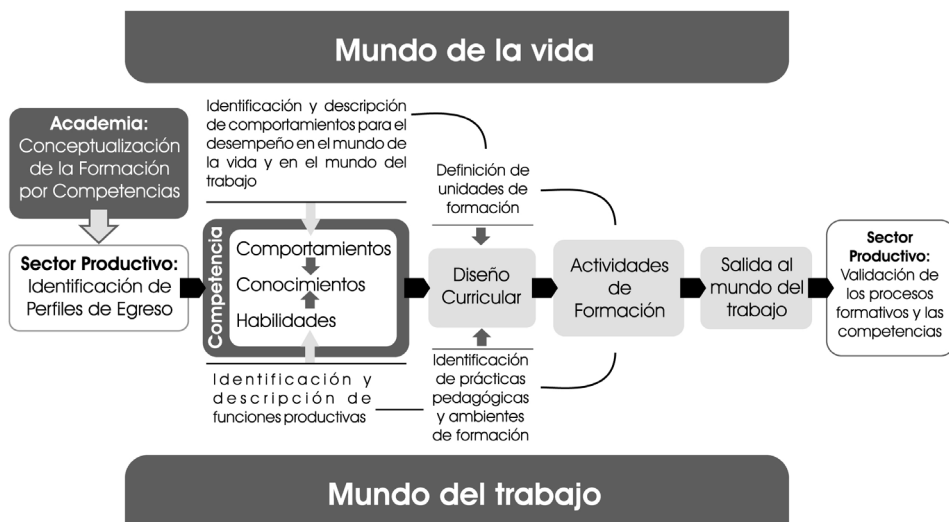 Mundo de la vida
Academia:
Conceptualización
de la Formación
por Competencias
Sector Productivo:
Identificación de
Perfiles de Egreso
Identificación y descripción
de comportamientos para el
desempeño en el mundo de
la vida y en el mundo del
trabajo
Competencia
Comportamientos
Conocimientos
Habilidades
Identificación y
descripción de
funciones productivas
Definición de
unidades de
formación
Diseño
Curricular
Identificación
de prácticas
pedagógicas
y ambientes
de formación
Actividades
de
Formación
Salida al
mundo del
trabajo
Sector
Productivo:
Validación de
los procesos
formativos y las
competencias
Mundo del trabajo